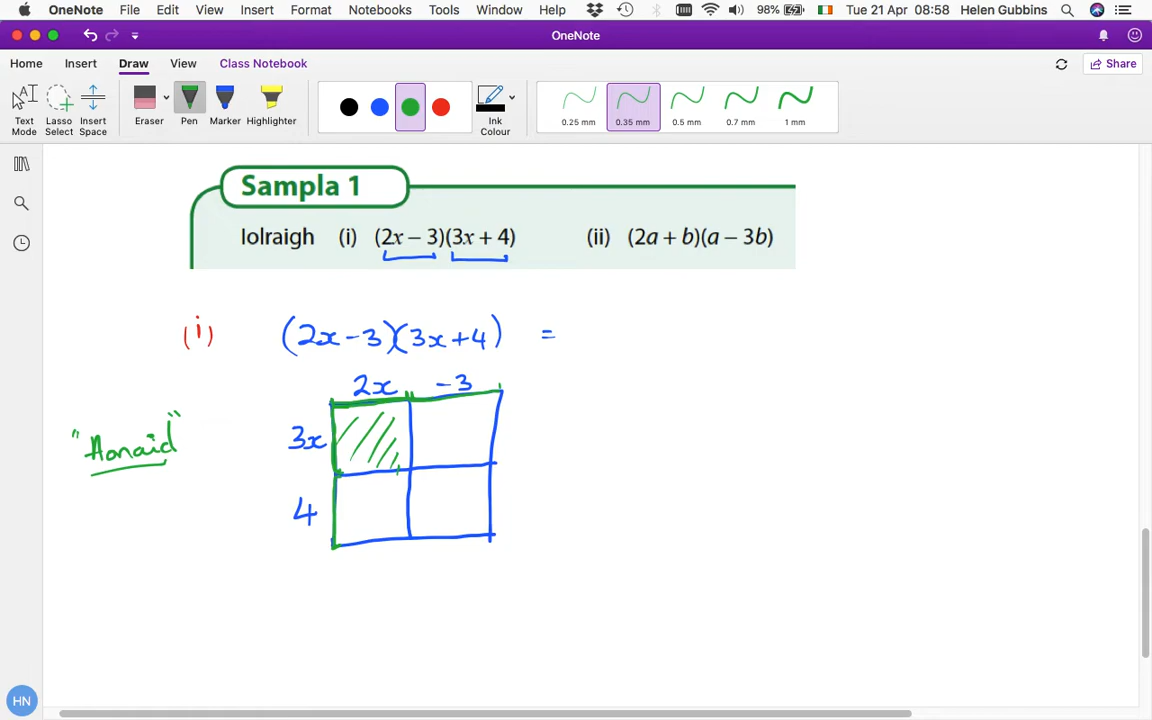 OneNote File Edit View Insert Format Notebooks Tools Window Help 98% Tue 21 Apr 08:58 Helen Gubbins
OneNote
Home Insert Draw View Class Notebook Share
Text Mode Lasso Select Insert Space Eraser Pen Marker Highlighter Ink Colour 0.25 mm 0.35 mm 0.5 mm 0.7 mm 1 mm
Sampla 1
Iolraigh (i) (2x – 3)(3x + 4) (ii) (2a + b)(a – 3b)
(i) (2x-3)(3x+4) =
2x -3
3x
"Aonaid"
4
HN